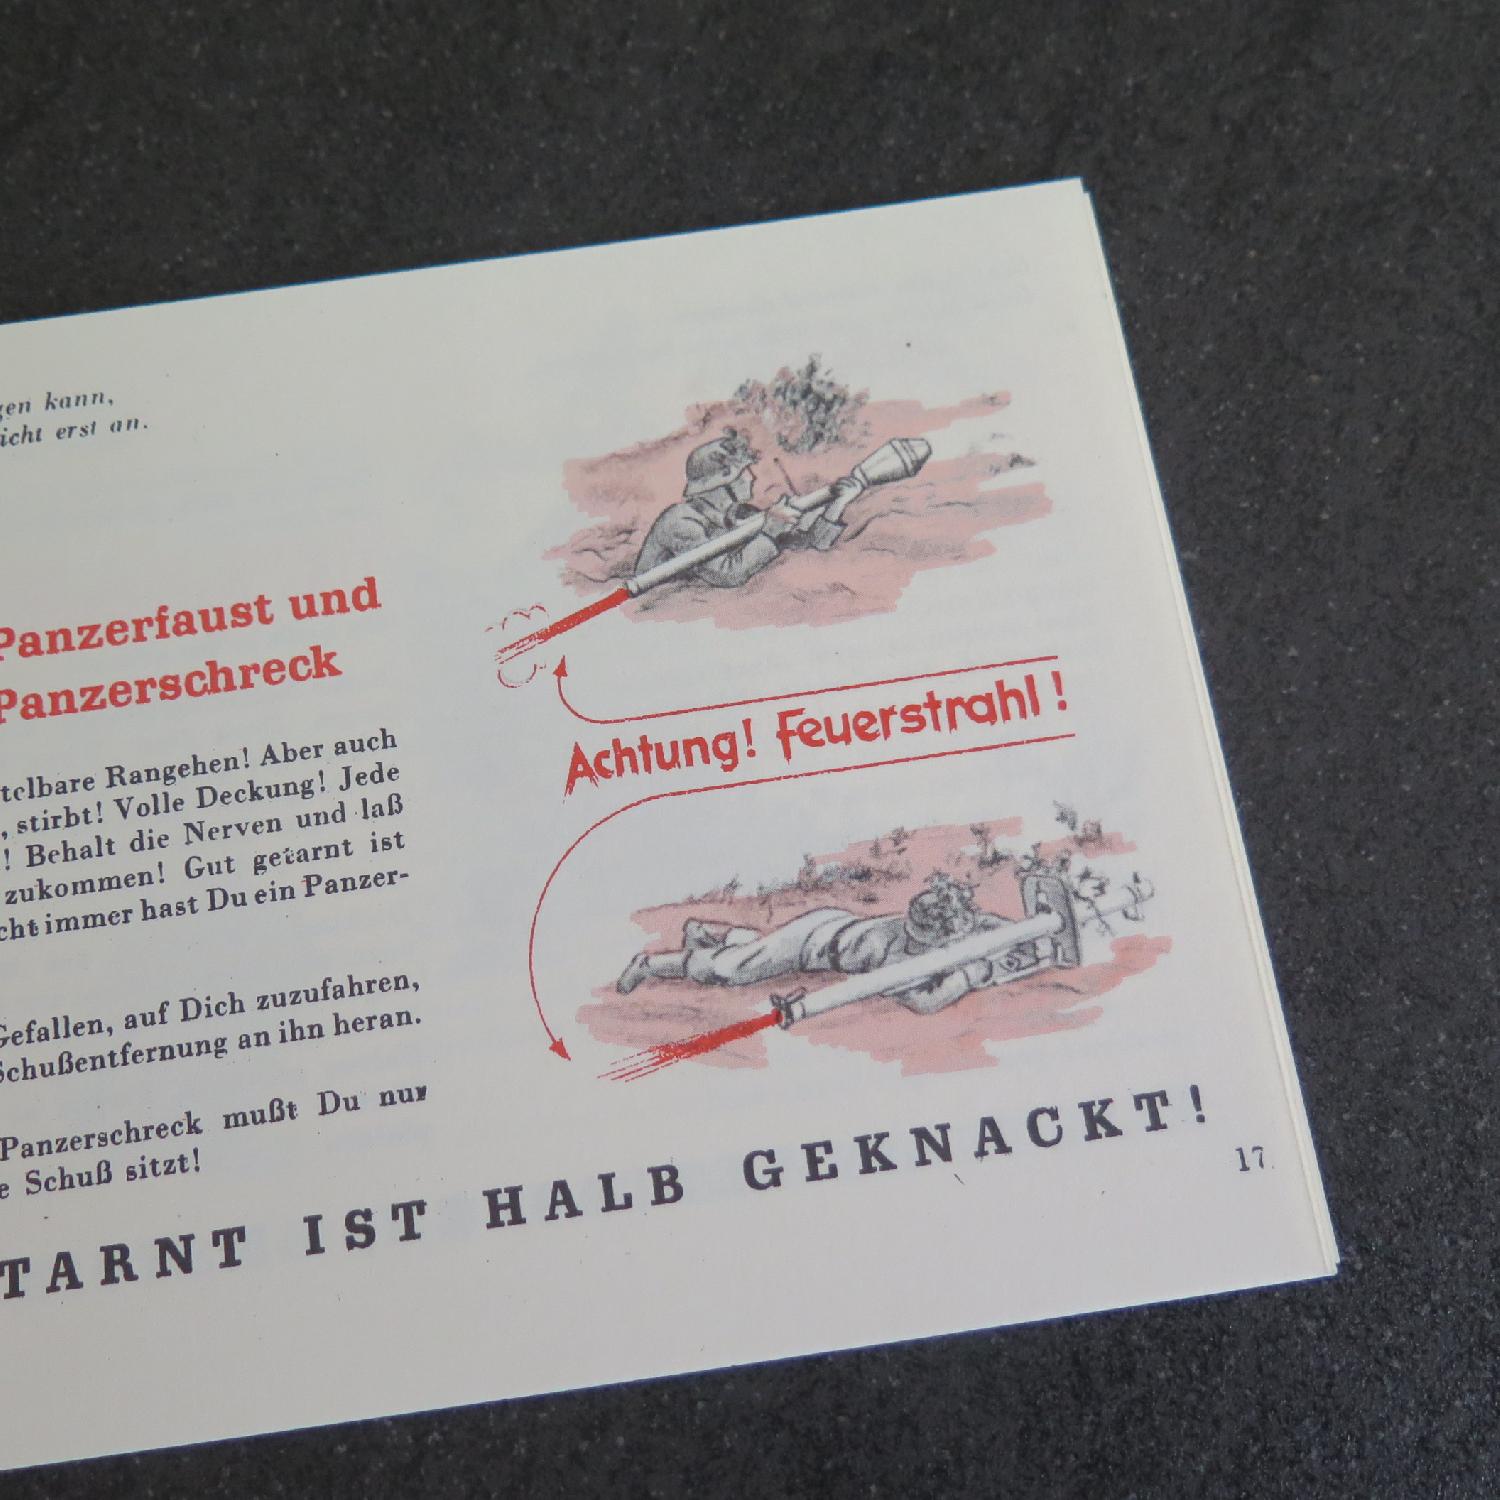 gen kann,
icht erst an.
Panzerfaust und
Panzerschreck
telbare Rangehen! Aber auch
, stirbt! Volle Deckung! Jede
! Behalt die Nerven und laß
zukommen! Gut getarnt ist
cht immer hast Du ein Panzer-
Gefallen, auf Dich zuzufahren,
Schußentfernung an ihn heran.
Panzerschreck mußt Du nur
e Schuß sitzt!
Achtung! Feuerstrahl!
TARNT IST HALB GEKNACKT!
17